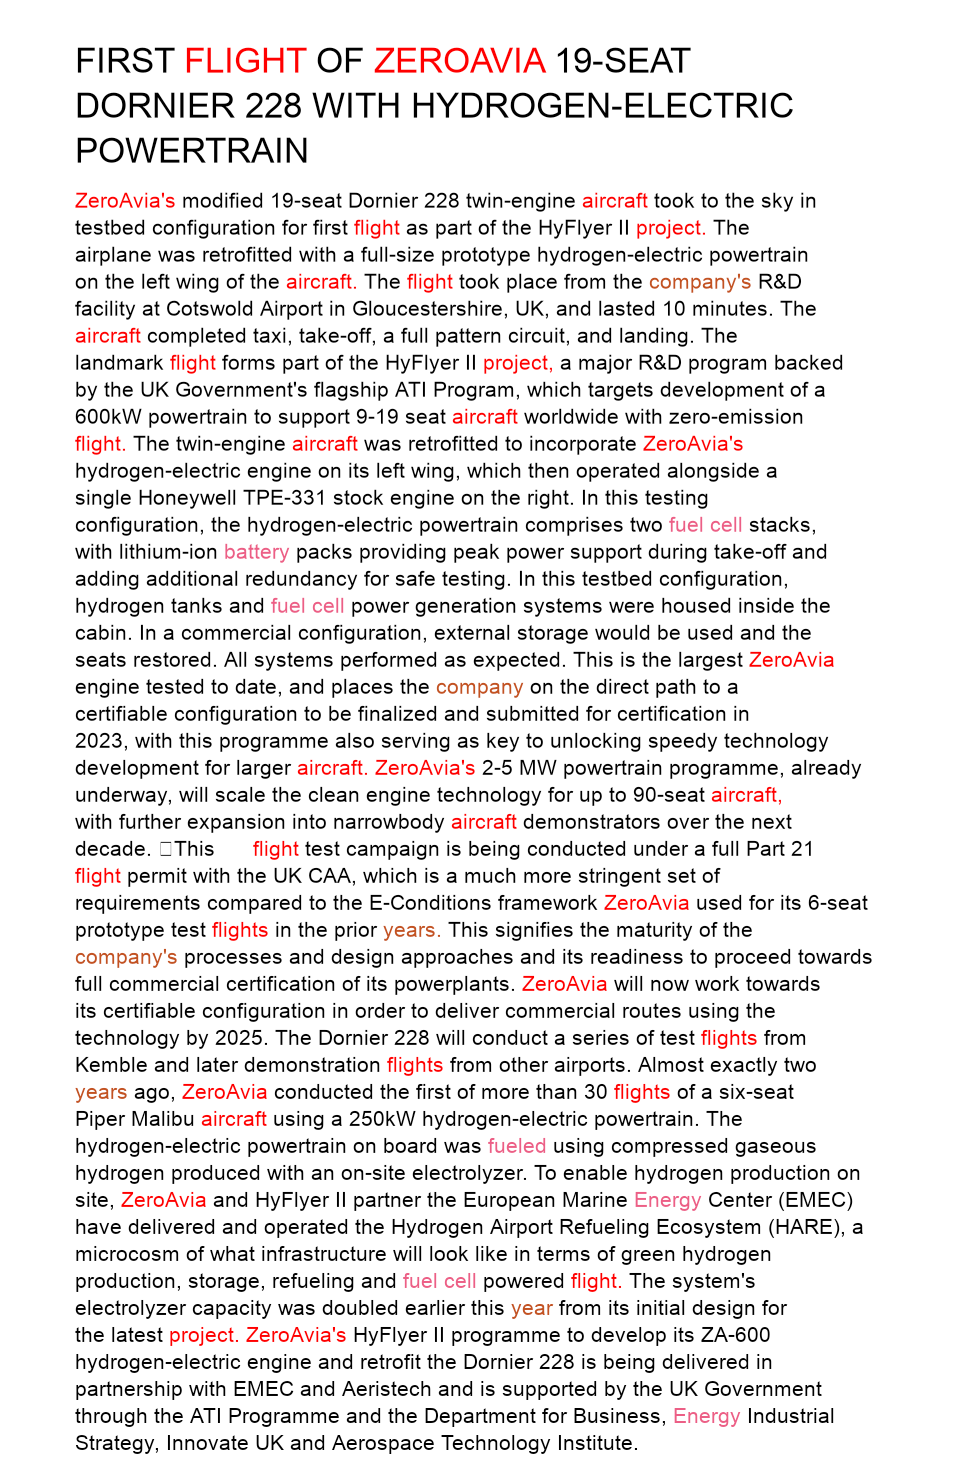 FIRST FLIGHT OF ZEROAVIA 19-SEAT
DORNIER 228 WITH HYDROGEN-ELECTRIC
POWERTRAIN
ZeroAvia's modified 19-seat Dornier 228 twin-engine aircraft took to the sky in
testbed configuration for first flight as part of the HyFlyer II project. The
airplane was retrofitted with a full-size prototype hydrogen-electric powertrain
on the left wing of the aircraft. The flight took place from the company's R&D
facility at Cotswold Airport in Gloucestershire, UK, and lasted 10 minutes. The
aircraft completed taxi, take-off, a full pattern circuit, and landing. The
landmark flight forms part of the HyFlyer II project, a major R&D program backed
by the UK Government's flagship ATI Program, which targets development of a
600kW powertrain to support 9-19 seat aircraft worldwide with zero-emission
flight. The twin-engine aircraft was retrofitted to incorporate ZeroAvia's
hydrogen-electric engine on its left wing, which then operated alongside a
single Honeywell TPE-331 stock engine on the right. In this testing
configuration, the hydrogen-electric powertrain comprises two fuel cell stacks,
with lithium-ion battery packs providing peak power support during take-off and
adding additional redundancy for safe testing. In this testbed configuration,
hydrogen tanks and fuel cell power generation systems were housed inside the
cabin. In a commercial configuration, external storage would be used and the
seats restored. All systems performed as expected. This is the largest ZeroAvia
engine tested to date, and places the company on the direct path to a
certifiable configuration to be finalized and submitted for certification in
2023, with this programme also serving as key to unlocking speedy technology
development for larger aircraft. ZeroAvia's 2-5 MW powertrain programme, already
underway, will scale the clean engine technology for up to 90-seat aircraft,
with further expansion into narrowbody aircraft demonstrators over the next
decade. This flight test campaign is being conducted under a full Part 21
flight permit with the UK CAA, which is a much more stringent set of
requirements compared to the E-Conditions framework ZeroAvia used for its 6-seat
prototype test flights in the prior years. This signifies the maturity of the
company's processes and design approaches and its readiness to proceed towards
full commercial certification of its powerplants. ZeroAvia will now work towards
its certifiable configuration in order to deliver commercial routes using the
technology by 2025. The Dornier 228 will conduct a series of test flights from
Kemble and later demonstration flights from other airports. Almost exactly two
years ago, ZeroAvia conducted the first of more than 30 flights of a six-seat
Piper Malibu aircraft using a 250kW hydrogen-electric powertrain. The
hydrogen-electric powertrain on board was fueled using compressed gaseous
hydrogen produced with an on-site electrolyzer. To enable hydrogen production on
site, ZeroAvia and HyFlyer II partner the European Marine Energy Center (EMEC)
have delivered and operated the Hydrogen Airport Refueling Ecosystem (HARE), a
microcosm of what infrastructure will look like in terms of green hydrogen
production, storage, refueling and fuel cell powered flight. The system's
electrolyzer capacity was doubled earlier this year from its initial design for
the latest project. ZeroAvia's HyFlyer II programme to develop its ZA-600
hydrogen-electric engine and retrofit the Dornier 228 is being delivered in
partnership with EMEC and Aeristech and is supported by the UK Government
through the ATI Programme and the Department for Business, Energy Industrial
Strategy, Innovate UK and Aerospace Technology Institute.